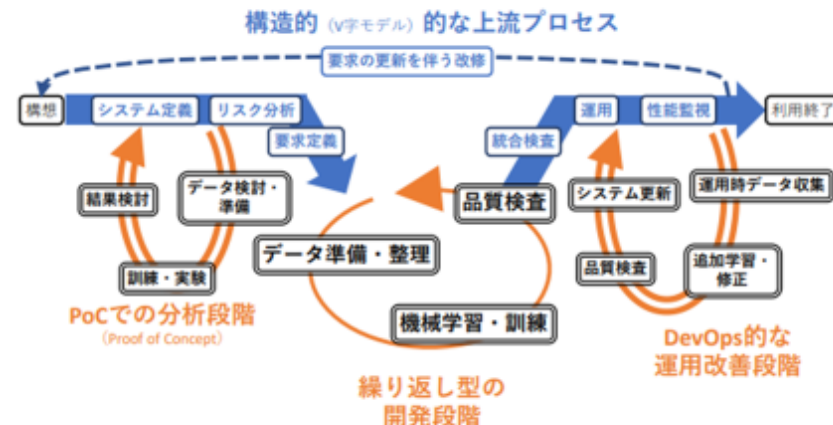 構造的（V字モデル）的な上流プロセス
要求の更新を伴う改修
構想
システム定義
リスク分析
要求定義
統合検査
運用
性能監視
利用終了
結果検討
データ検討・
準備
訓練・実験
PoCでの分析段階
（Proof of Concept）
データ準備・整理
品質検査
機械学習・訓練
繰り返し型の
開発段階
システム更新
運用時データ収集
品質検査
追加学習・
修正
DevOps的な
運用改善段階